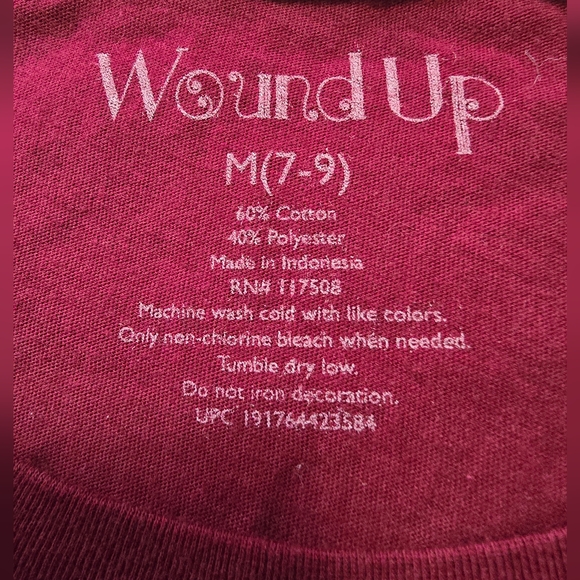 Wound Up
M(7-9)
60% Cotton
40% Polyester
Made in Indonesia
RN# 117508
Machine wash cold with like colors.
Only non-chlorine bleach when needed.
Tumble dry low.
Do not iron decoration.
UPC 191764423584